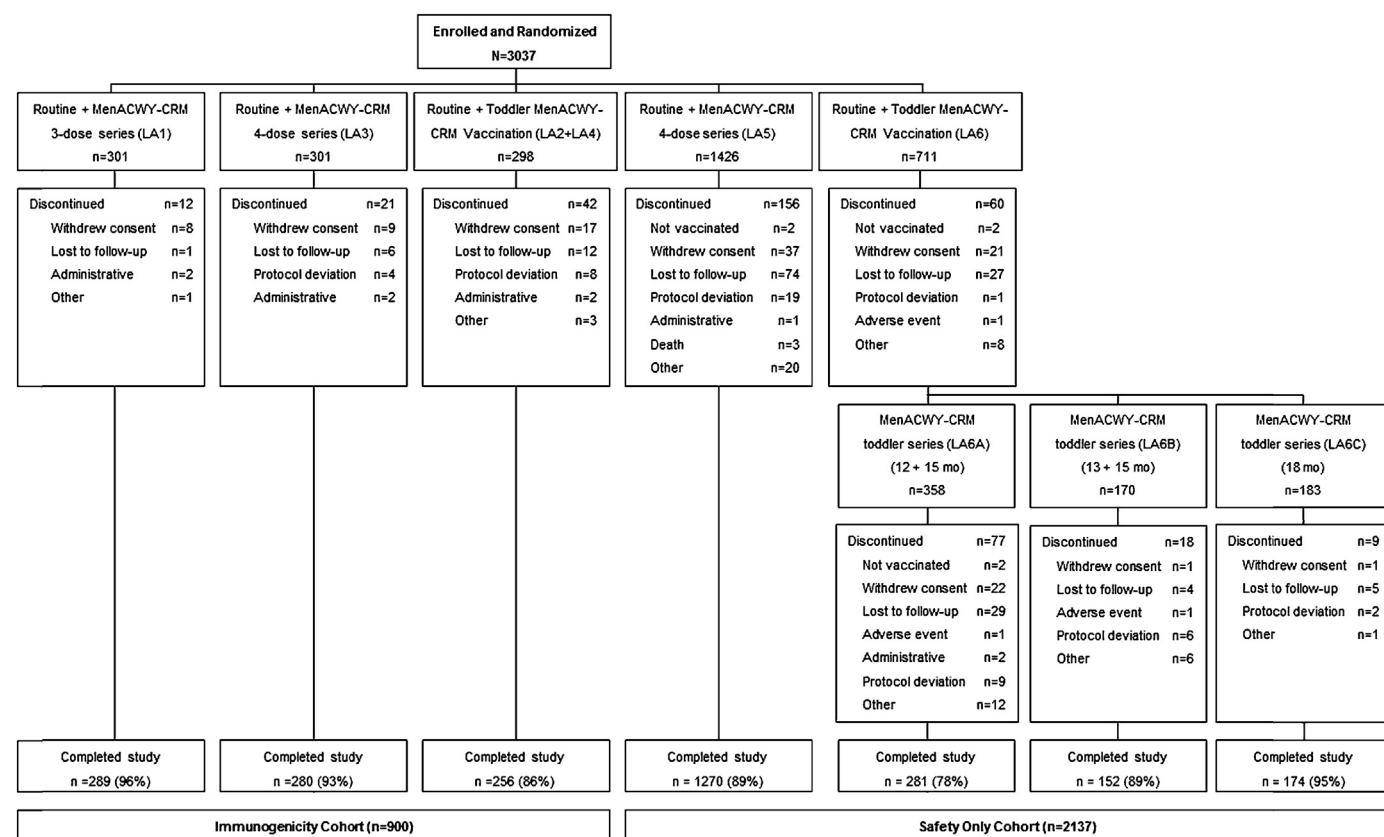 Enrolled and Randomized
N=3037
Routine + MenACWY-CRM
3-dose series (LA1)
n=301
Routine + MenACWY-CRM
4-dose series (LA3)
n=301
Routine + Toddler MenACWY-
CRM Vaccination (LA2+LA4)
n=298
Routine + MenACWY-CRM
4-dose series (LA5)
n=1426
Routine + Toddler MenACWY-
CRM Vaccination (LA6)
n=711
Discontinued n=12
Withdrew consent n=8
Lost to follow-up n=1
Administrative n=2
Other n=1
Discontinued n=21
Withdrew consent n=9
Lost to follow-up n=6
Protocol deviation n=4
Administrative n=2
Discontinued n=42
Withdrew consent n=17
Lost to follow-up n=12
Protocol deviation n=8
Administrative n=2
Other n=3
Discontinued n=156
Not vaccinated n=2
Withdrew consent n=37
Lost to follow-up n=74
Protocol deviation n=19
Administrative n=1
Death n=3
Other n=20
Discontinued n=60
Not vaccinated n=2
Withdrew consent n=21
Lost to follow-up n=27
Protocol deviation n=1
Adverse event n=1
Other n=8
MenACWY-CRM
toddler series (LA6A)
(12 + 15 mo)
n=358
MenACWY-CRM
toddler series (LA6B)
(13 + 15 mo)
n=170
MenACWY-CRM
toddler series (LA6C)
(18 mo)
n=183
Discontinued n=77
Not vaccinated n=2
Withdrew consent n=22
Lost to follow-up n=29
Adverse event n=1
Administrative n=2
Protocol deviation n=9
Other n=12
Discontinued n=18
Withdrew consent n=1
Lost to follow-up n=4
Adverse event n=1
Protocol deviation n=6
Other n=6
Discontinued n=9
Withdrew consent n=1
Lost to follow-up n=5
Protocol deviation n=2
Other n=1
Completed study
n =289 (96%)
Completed study
n =280 (93%)
Completed study
n =256 (86%)
Completed study
n = 1270 (89%)
Completed study
n = 281 (78%)
Completed study
n = 152 (89%)
Completed study
n = 174 (95%)
Immunogenicity Cohort (n=900)
Safety Only Cohort (n=2137)